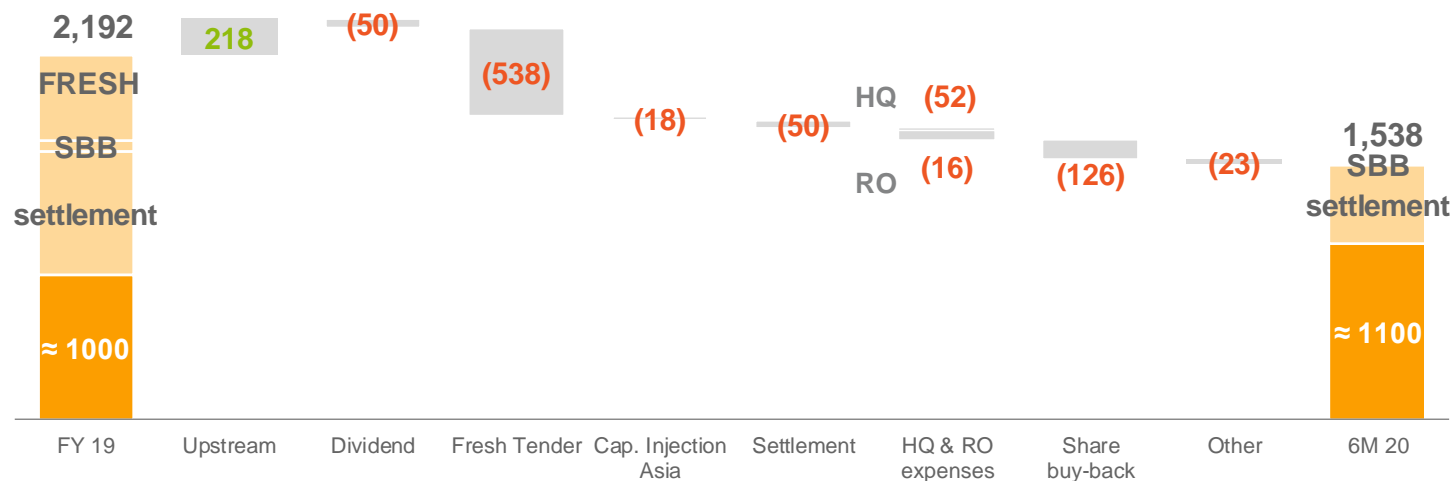 2,192
FRESH
SBB
settlement
≈ 1000
218
(50)
(538)
(18)
(50)
HQ (52)
RO (16)
(126)
(23)
1,538
SBB
settlement
≈ 1100
FY 19
Upstream
Dividend
Fresh Tender
Cap. Injection
Asia
Settlement
HQ & RO
expenses
Share
buy-back
Other
6M 20